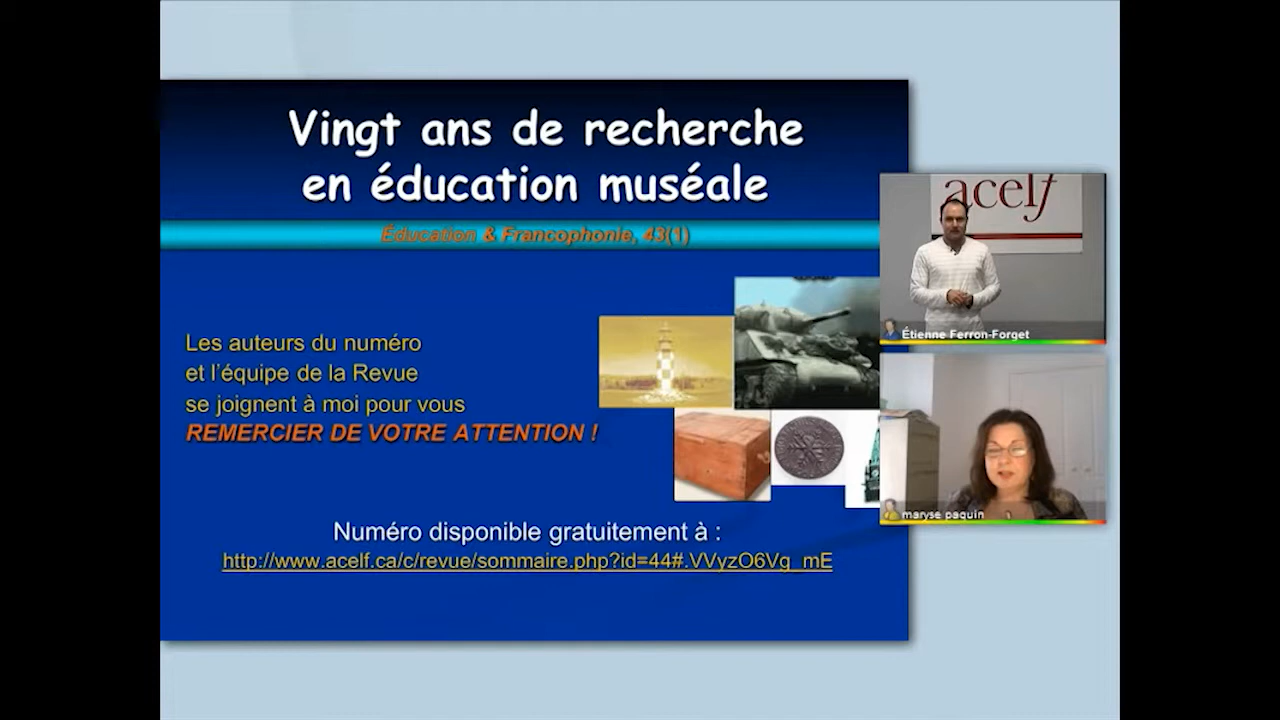 Vingt ans de recherche
en éducation muséale
Éducation & Francophonie, 43(1)
Les auteurs du numéro
et l'équipe de la Revue
se joignent à moi pour vous
REMERCIER DE VOTRE ATTENTION !
Numéro disponible gratuitement à :
http://www.acelf.ca/c/revue/sommaire.php?id=44#.VVyzO6Vg_mE
acelf
Étienne Ferron-Forget
maryse paquin